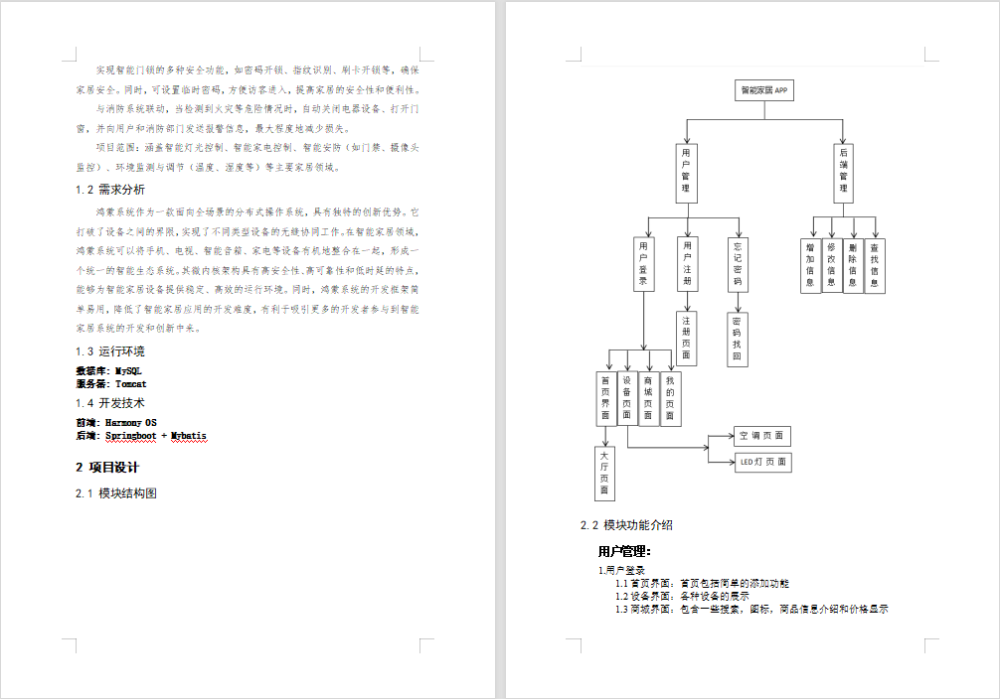 实现智能门锁的多种安全功能，如密码开锁、指纹识别、刷卡开锁等，确保
家居安全。同时，可设置临时密码，方便访客进入，提高家居的安全性和便利性。
与消防系统联动，当检测到火灾等危险情况时，自动关闭电器设备、打开门
窗，并向用户和消防部门发送报警信息，最大程度地减少损失。
项目范围：涵盖智能灯光控制、智能家电控制、智能安防（如门禁、摄像头
监控）、环境监测与调节（温度、湿度等）等主要家居领域。
1.2 需求分析
鸿蒙系统作为一款面向全场景的分布式操作系统，具有独特的创新优势。它
打破了设备之间的界限，实现了不同类型设备的无缝协同工作。在智能家居领域，
鸿蒙系统可以将手机、电视、智能音箱、家电等设备有机地整合在一起，形成一
个统一的智能生态系统。其微内核架构具有高安全性、高可靠性和低时延的特点，
能够为智能家居设备提供稳定、高效的运行环境。同时，鸿蒙系统的开发框架简
单易用，降低了智能家居应用的开发难度，有利于吸引更多的开发者参与到智能
家居系统的开发和创新中来。
1.3 运行环境
数据库：MySQL
服务器：Tomcat
1.4 开发技术
前端：Harmony OS
后端：Springboot + Mybatis
2 项目设计
2.1 模块结构图
智能家居APP
用户管理
后端管理
用户登录
用户注册
忘记密码
增加信息
修改信息
删除信息
查找信息
注册页面
密码找回
首页界面
设备页面
商城页面
我的页面
空调页面
LED灯页面
大厅页面
2.2 模块功能介绍
用户管理：
1.用户登录
1.1 首页界面：首页包括简单的添加功能
1.2 设备界面：各种设备的展示
1.3 商城界面：包含一些搜索，图标，商品信息介绍和价格显示